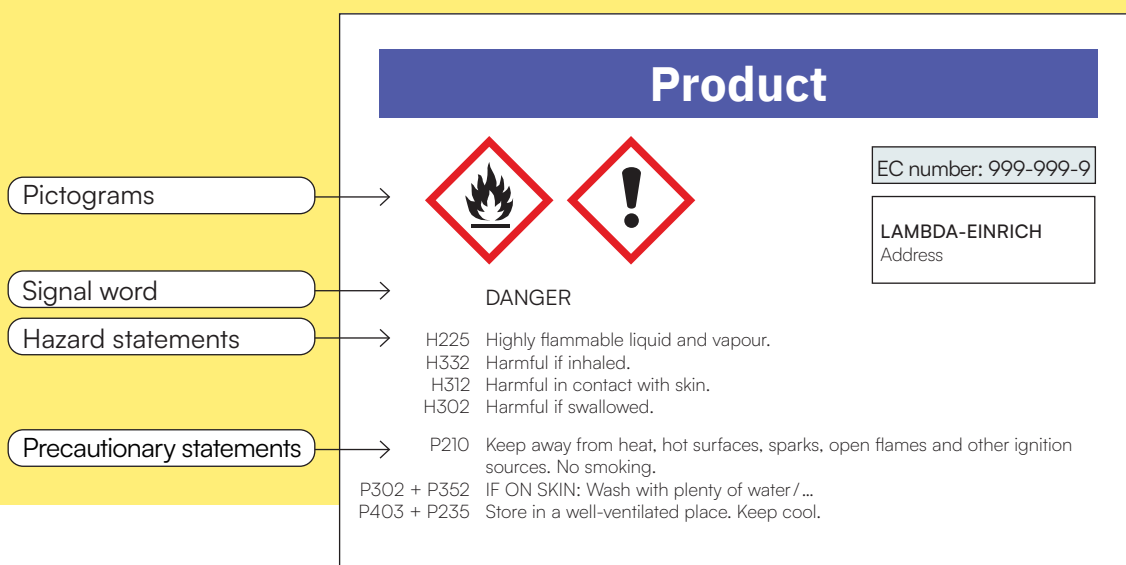 Product
EC number: 999-999-9
LAMBDA-EINRICH
Address
Pictograms
Signal word
DANGER
Hazard statements
H225 Highly flammable liquid and vapour.
H332 Harmful if inhaled.
H312 Harmful in contact with skin.
H302 Harmful if swallowed.
Precautionary statements
P210 Keep away from heat, hot surfaces, sparks, open flames and other ignition
sources. No smoking.
P302 + P352 IF ON SKIN: Wash with plenty of water/...
P403 + P235 Store in a well-ventilated place. Keep cool.